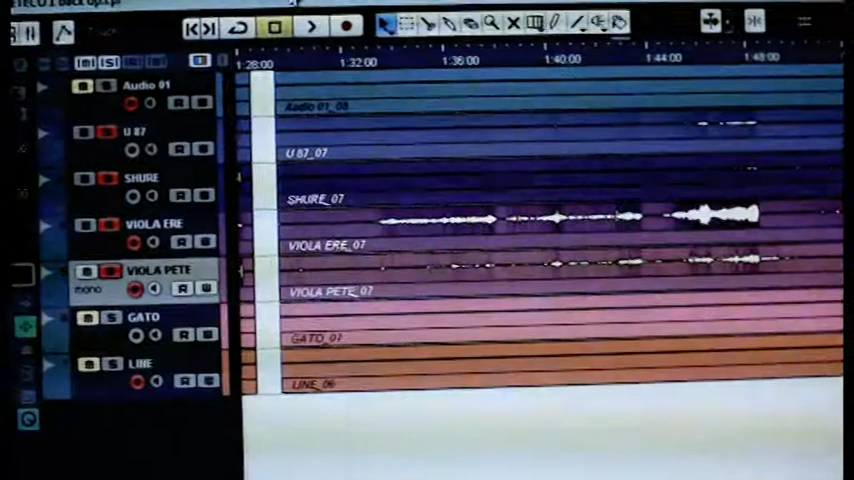 1:28:00 1:32:00 1:36:00 1:40:00 1:44:00 1:48:00
Audio 01
R
Audio 01_08
U 87
R
U 87_07
SHURE
R
SHURE_07
VIOLA ERE
R W
VIOLA ERE_07
VIOLA PETE
mono
R W
VIOLA PETE_07
m S
GATO
R W
GATO_07
m S
LINE
R W
LINE_06